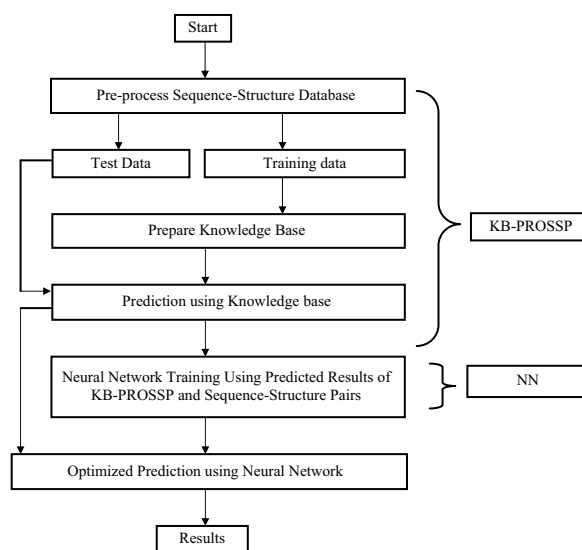 Start
Pre-process Sequence-Structure Database
Test Data
Training data
Prepare Knowledge Base
KB-PROSSP
Prediction using Knowledge base
Neural Network Training Using Predicted Results of
KB-PROSSP and Sequence-Structure Pairs
NN
Optimized Prediction using Neural Network
Results